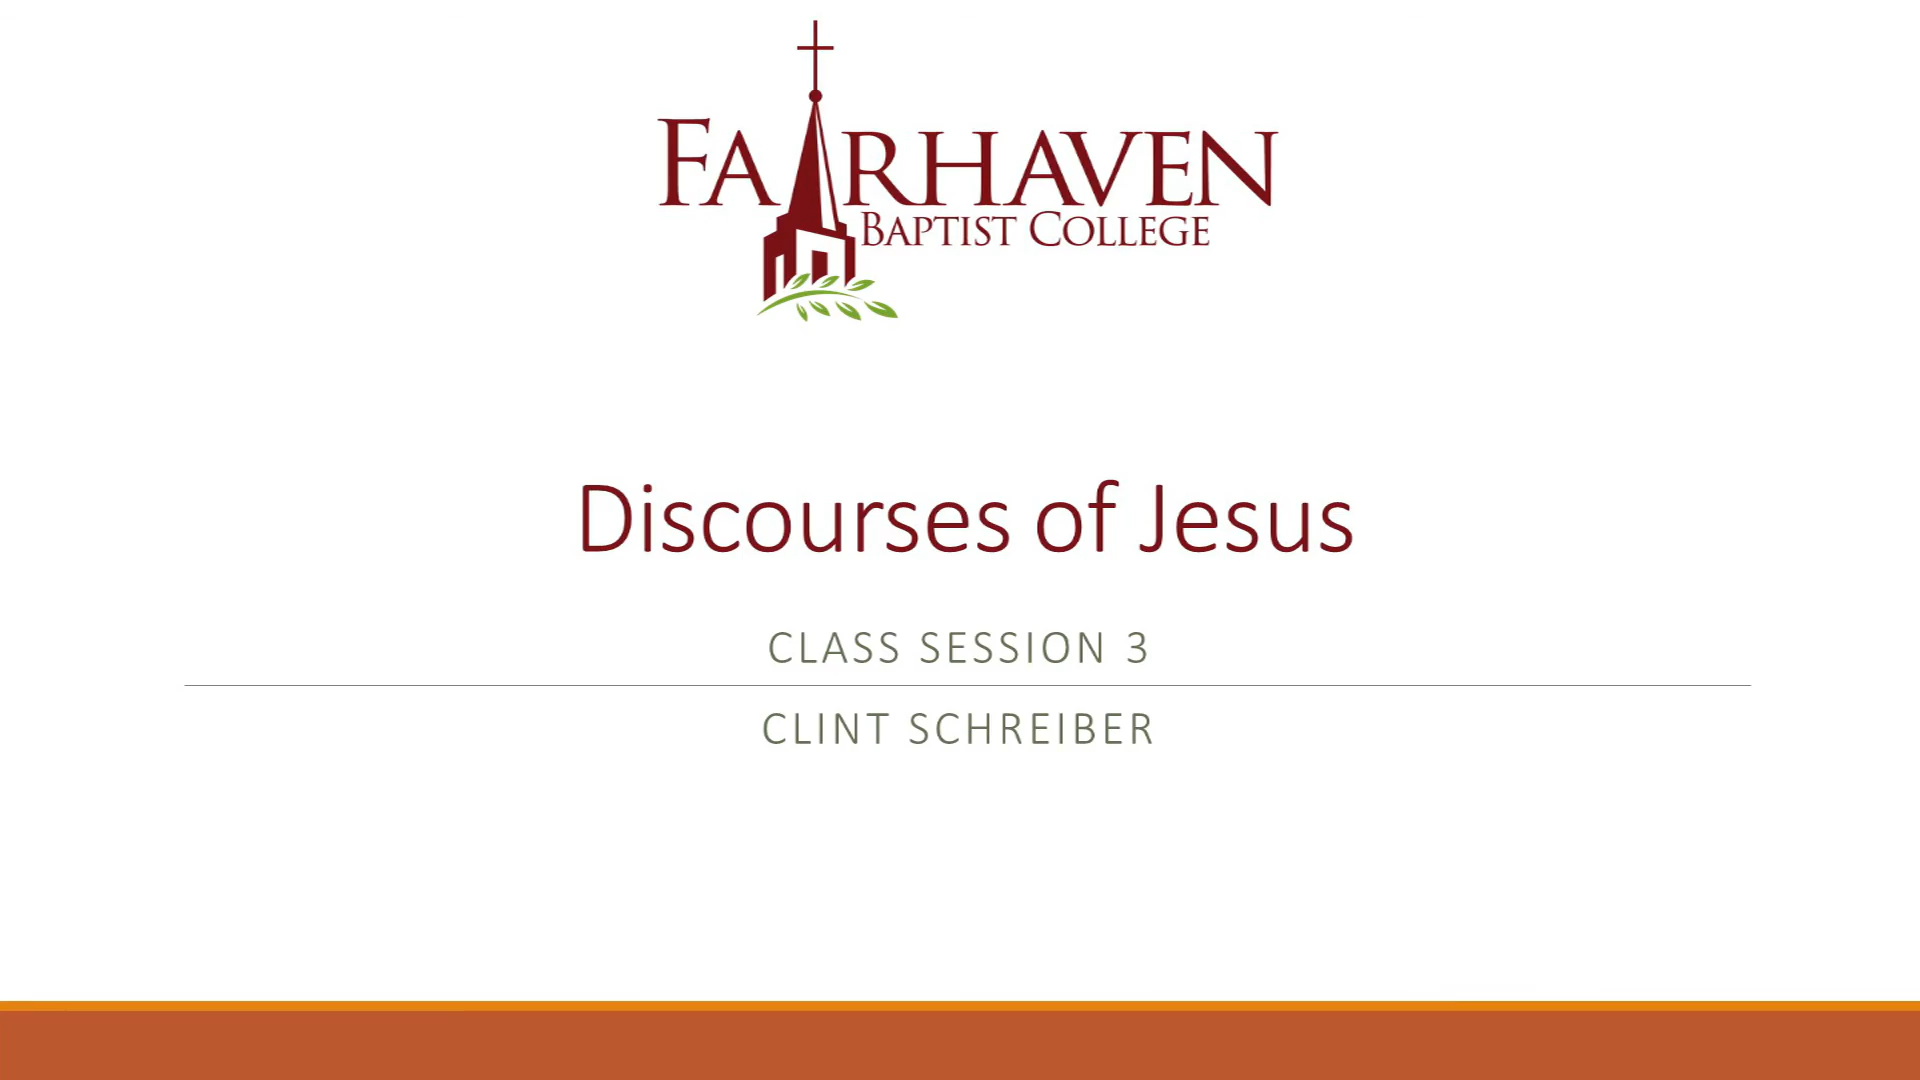 FAIRHAVEN
BAPTIST COLLEGE
Discourses of Jesus
CLASS SESSION 3
CLINT SCHREIBER